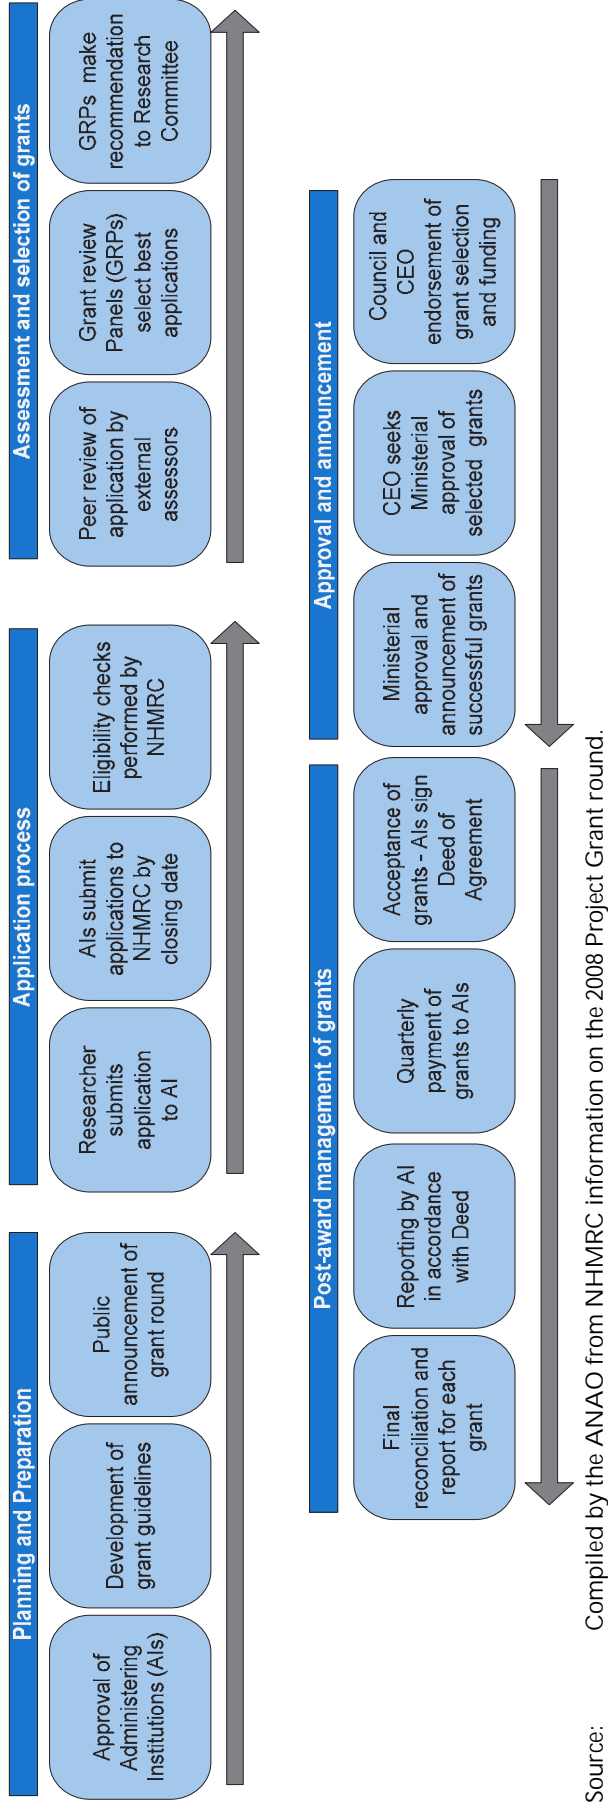 Planning and Preparation
Approval of
Administering
Institutions (AIs)
Development of
grant guidelines
Public
announcement of
grant round
Application process
Researcher
submits
application
to AI
AIs submit
applications to
NHMRC by
closing date
Eligibility checks
performed by
NHMRC
Assessment and selection of grants
Peer review of
application by
external
assessors
Grant review
Panels (GRPs)
select best
applications
GRPs make
recommendation
to Research
Committee
Approval and announcement
Council and
CEO
endorsement of
grant selection
and funding
CEO seeks
Ministerial
approval of
selected grants
Ministerial
approval and
announcement of
successful grants
Post-award management of grants
Acceptance of
grants - AIs sign
Deed of
Agreement
Quarterly
payment of
grants to AIs
Reporting by AI
in accordance
with Deed
Final
reconciliation and
report for each
grant
Source: Compiled by the ANAO from NHMRC information on the 2008 Project Grant round.